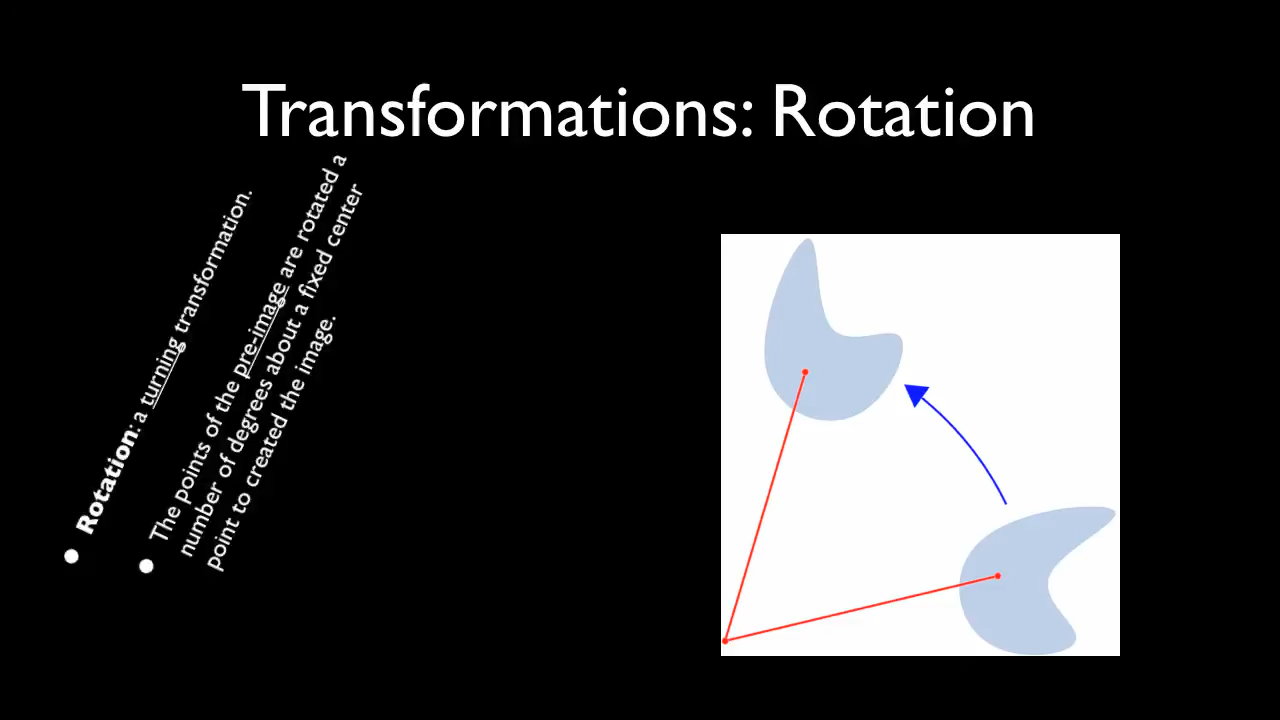 Transformations: Rotation
• Rotation: a turning transformation.
• The points of the pre-image are rotated a
number of degrees about a fixed center
point to created the image.